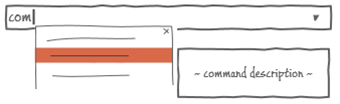 com
~ command description ~